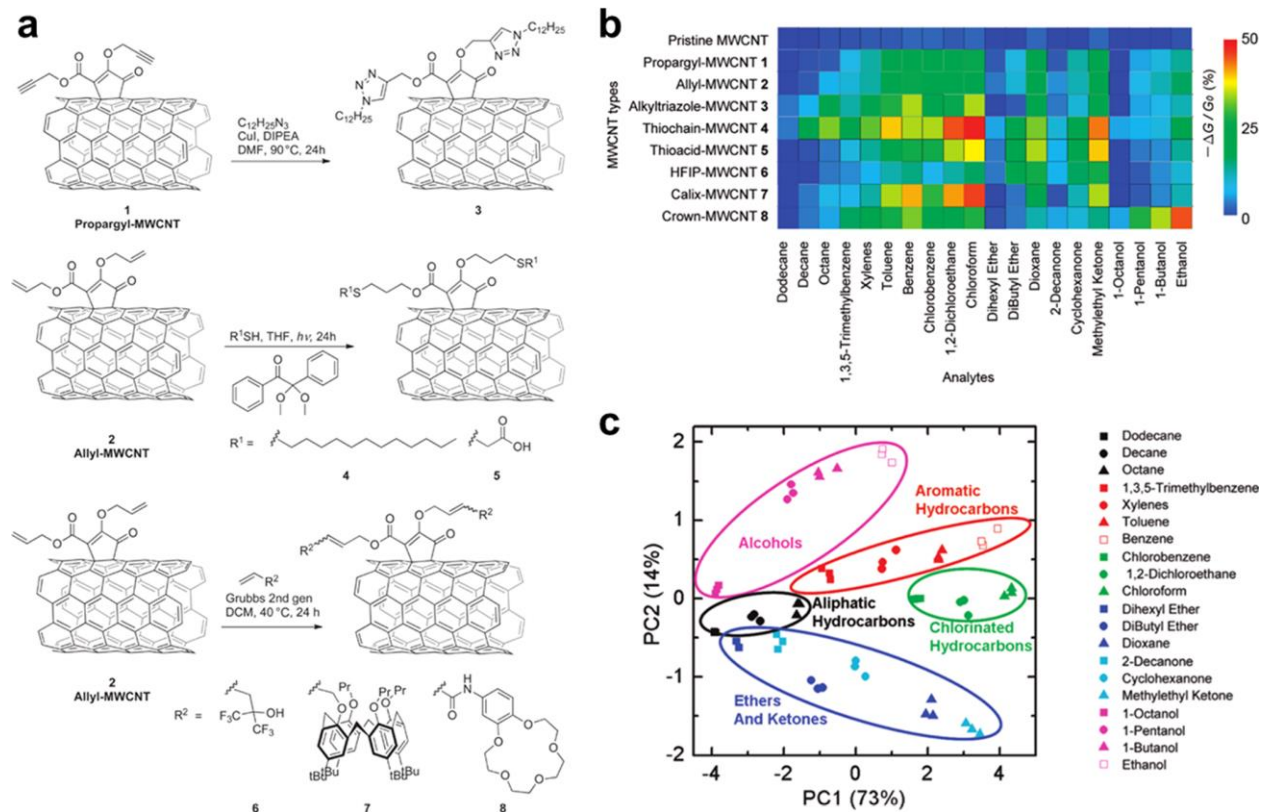 a
C12H25N3
CuI, DIPEA
DMF, 90 °C, 24h
C12H25
C12H25
O
O
O
O
O
O
O
O
N
N
N
N
N
N
1
Propargyl-MWCNT
3
R1SH, THF, hν, 24h
SR1
R1S
O
O
O
O
O
O
O
O
O
O
O
2
Allyl-MWCNT
R1 =
O
OH
4
5
R2
R2
O
O
O
O
O
O
O
O
R2
Grubbs 2nd gen
DCM, 40 °C, 24 h
2
Allyl-MWCNT
R2 =
OH
F3C
CF3
Pr
Pr
Pr
O
O
O
O
tBu
tBu
tBu
tBu
H
N
O
O
O
O
O
O
6
7
8
b
MWCNT types
Pristine MWCNT
Propargyl-MWCNT 1
Allyl-MWCNT 2
Alkyltriazole-MWCNT 3
Thiochain-MWCNT 4
Thioacid-MWCNT 5
HFIP-MWCNT 6
Calix-MWCNT 7
Crown-MWCNT 8
Dodecane
Decane
Octane
1,3,5-Trimethylbenzene
Xylenes
Toluene
Benzene
Chlorobenzene
1,2-Dichloroethane
Chloroform
Dihexyl Ether
DiButyl Ether
Dioxane
2-Decanone
Cyclohexanone
Methylethyl Ketone
1-Octanol
1-Pentanol
1-Butanol
Ethanol
Analytes
50
25
0
− ΔG / G0 (%)
c
PC2 (14%)
2
1
0
-1
-2
-4
-2
0
2
4
PC1 (73%)
Alcohols
Aromatic
Hydrocarbons
Aliphatic
Hydrocarbons
Chlorinated
Hydrocarbons
Ethers
And Ketones
Dodecane
Decane
Octane
1,3,5-Trimethylbenzene
Xylenes
Toluene
Benzene
Chlorobenzene
1,2-Dichloroethane
Chloroform
Dihexyl Ether
DiButyl Ether
Dioxane
2-Decanone
Cyclohexanone
Methylethyl Ketone
1-Octanol
1-Pentanol
1-Butanol
Ethanol